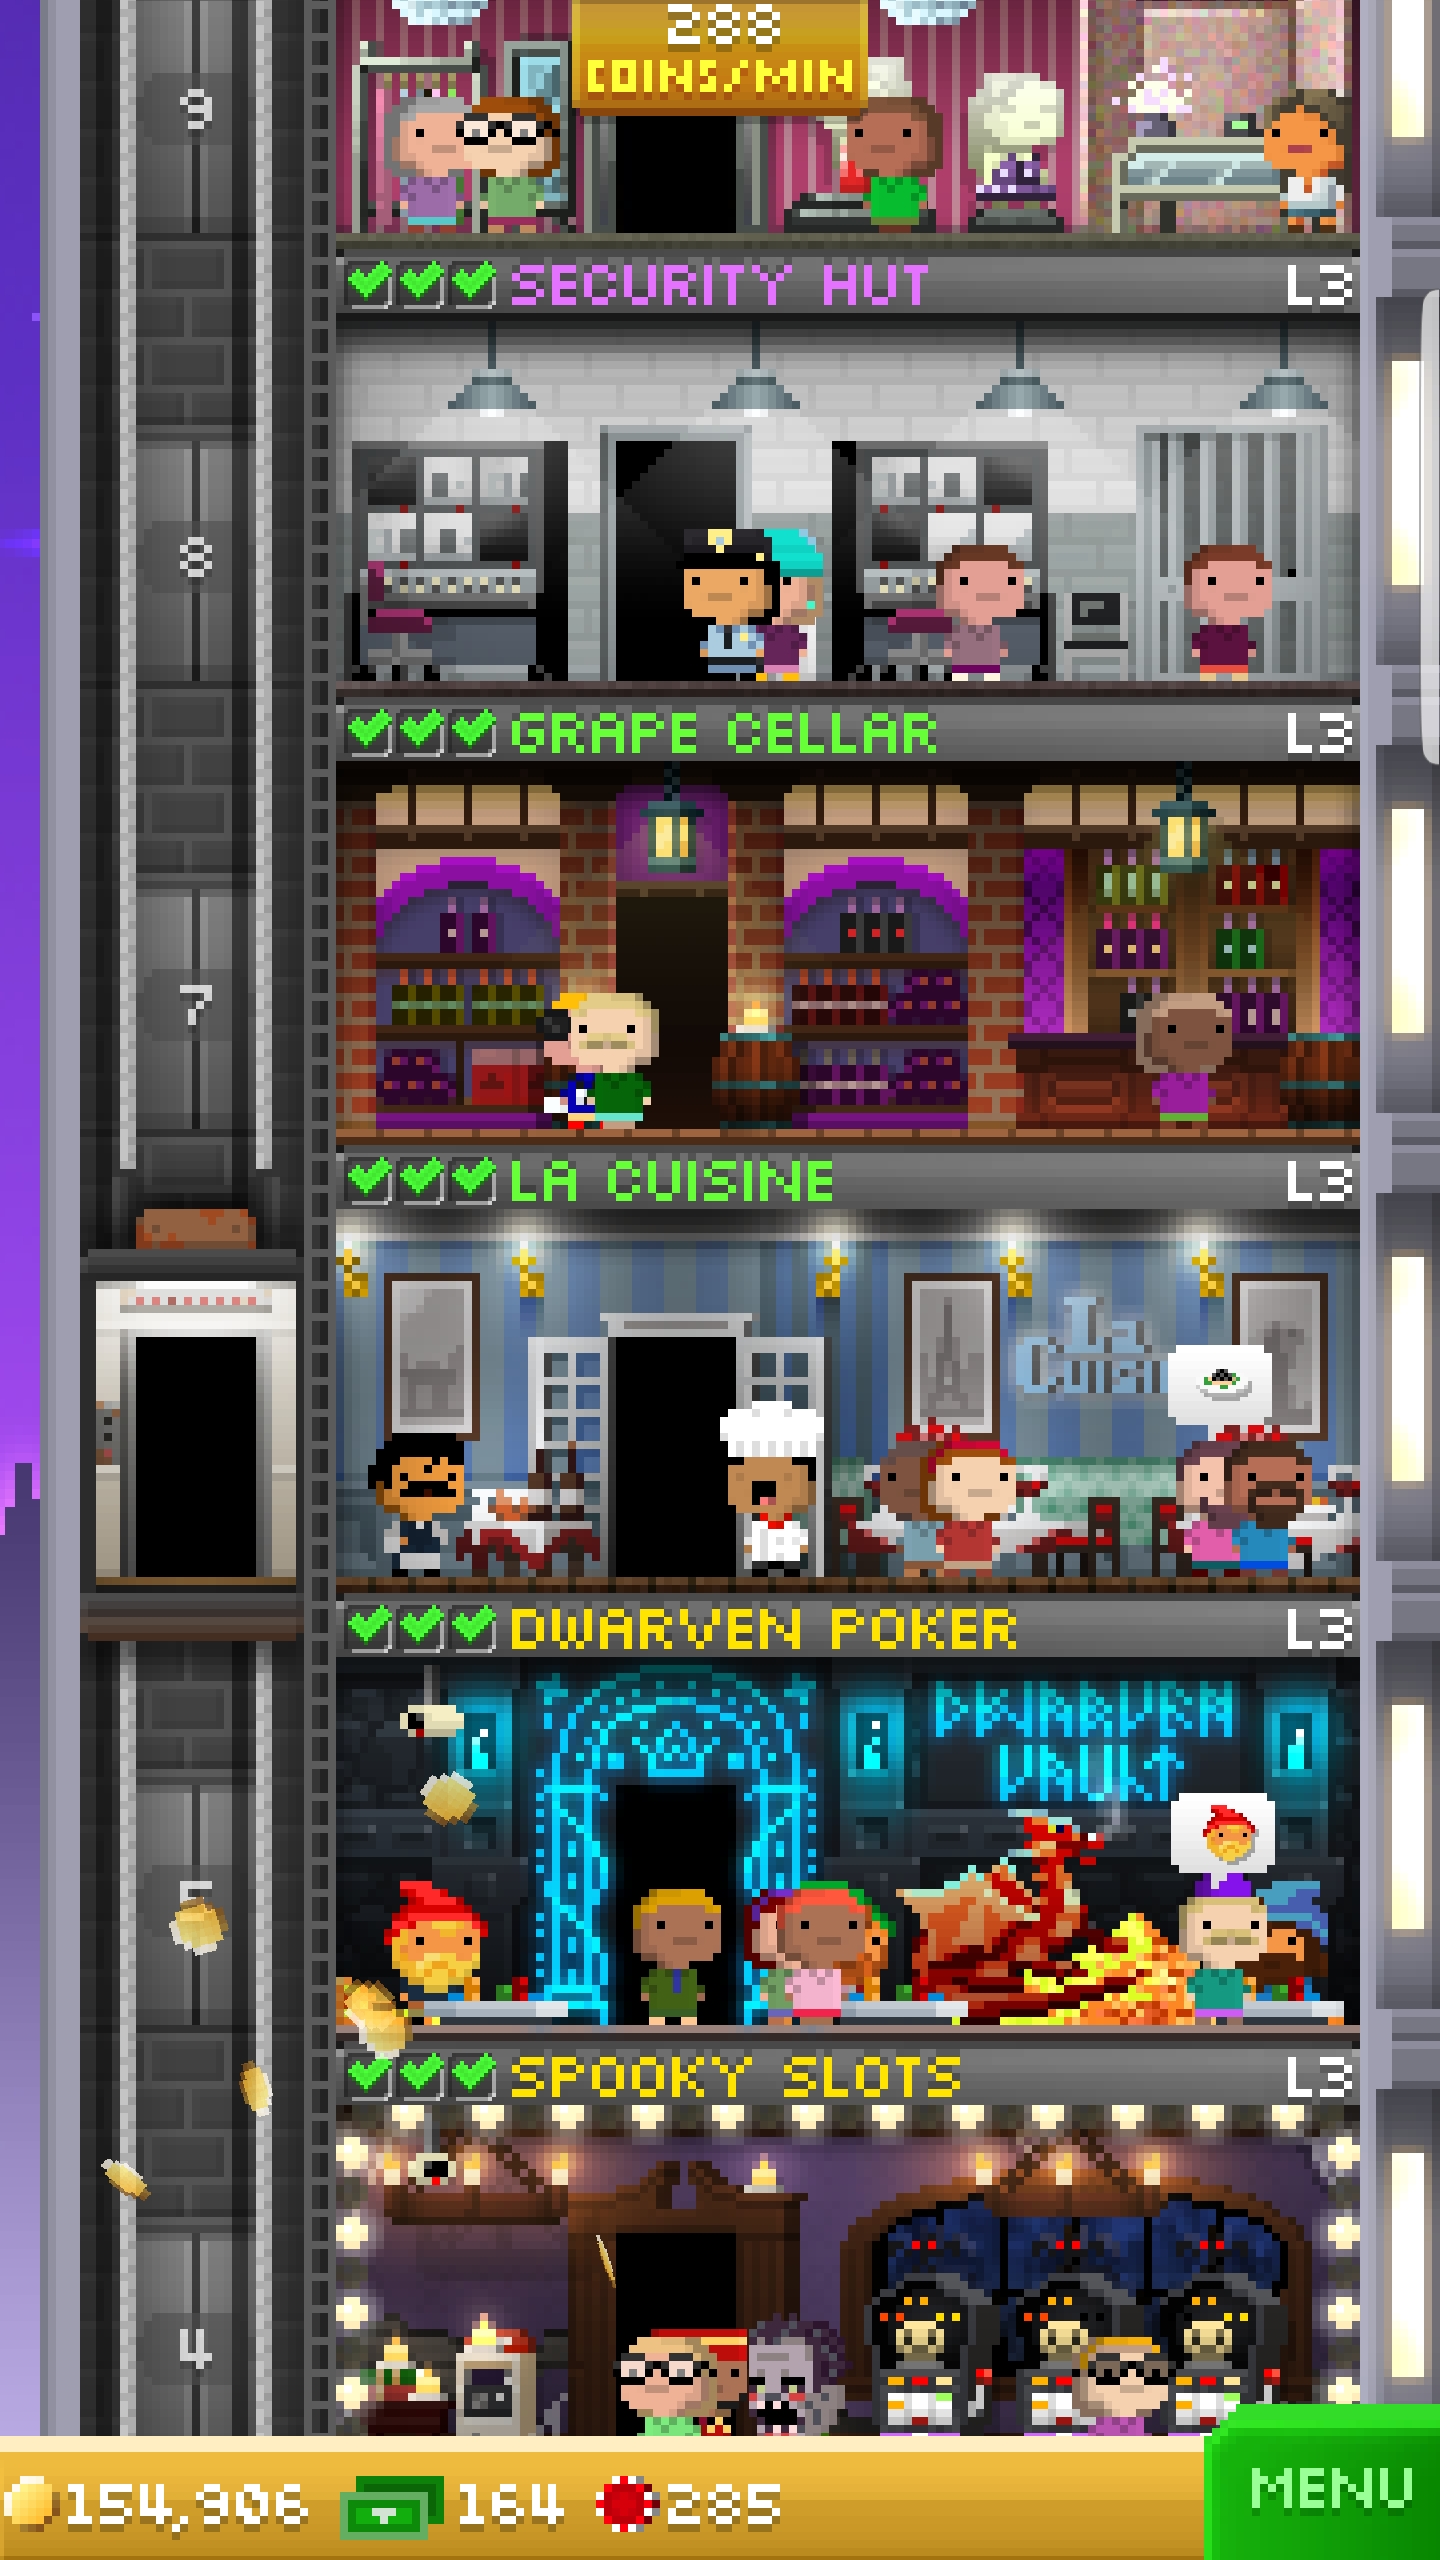 288
COINS/MIN
9
SECURITY HUT L3
8
GRAPE CELLAR L3
7
LA CUISINE L3
La
DWARVEN POKER L3
DWARVEN
VAULT
5
SPOOKY SLOTS L3
4
154,906 164 285
MENU